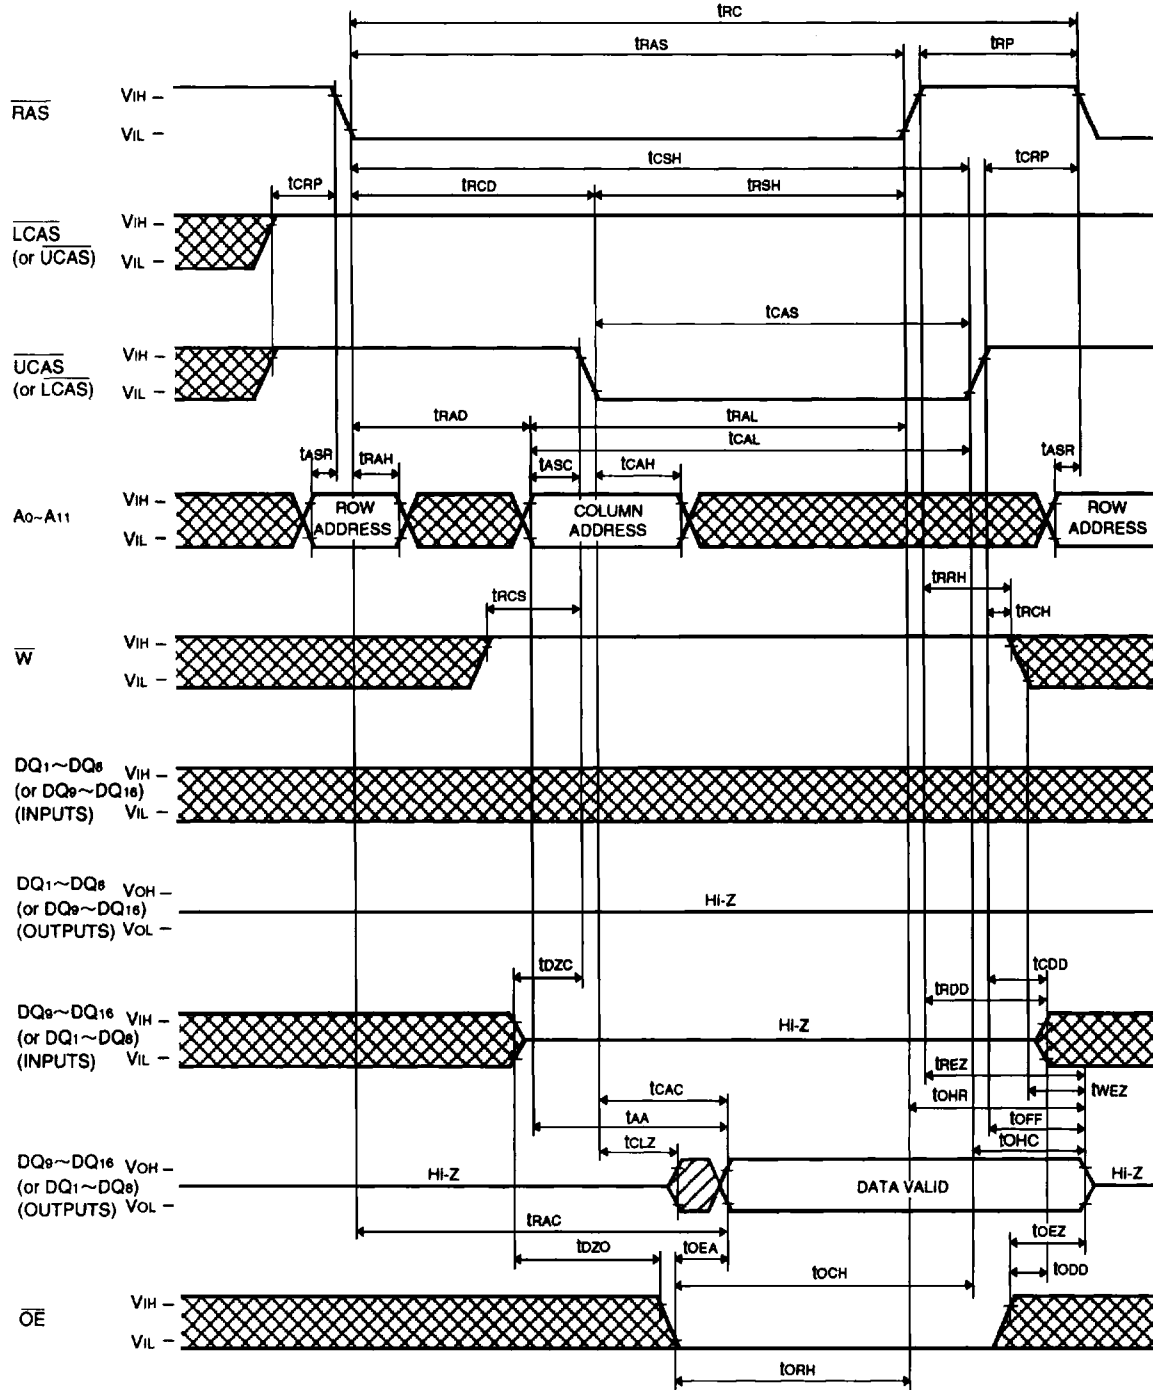 tRC
tRAS tRP
RAS VIH VIL
tCSH tCRP
tCRP tRCD tRSH
LCAS (or UCAS) VIH VIL
tCAS
UCAS (or LCAS) VIH VIL
tRAD tRAL
tCAL
tASR tRAH tASC tCAH tASR
A0~A11 VIH VIL ROW ADDRESS COLUMN ADDRESS ROW ADDRESS
tRRH
tRCS tRCH
W VIH VIL
DQ1~DQ8 (or DQ9~DQ16) (INPUTS) VIH VIL
DQ1~DQ8 (or DQ9~DQ16) (OUTPUTS) VOH VOL Hi-Z
tDZC tCDD
tRDD
DQ9~DQ16 (or DQ1~DQ8) (INPUTS) VIH VIL Hi-Z
tREZ
tCAC tWEZ
tOHR
tAA tOFF
tCLZ tOHC
DQ9~DQ16 (or DQ1~DQ8) (OUTPUTS) VOH VOL Hi-Z DATA VALID Hi-Z
tRAC
tDZO tOEA tOEZ
tOCH tODD
OE VIH VIL
tORH